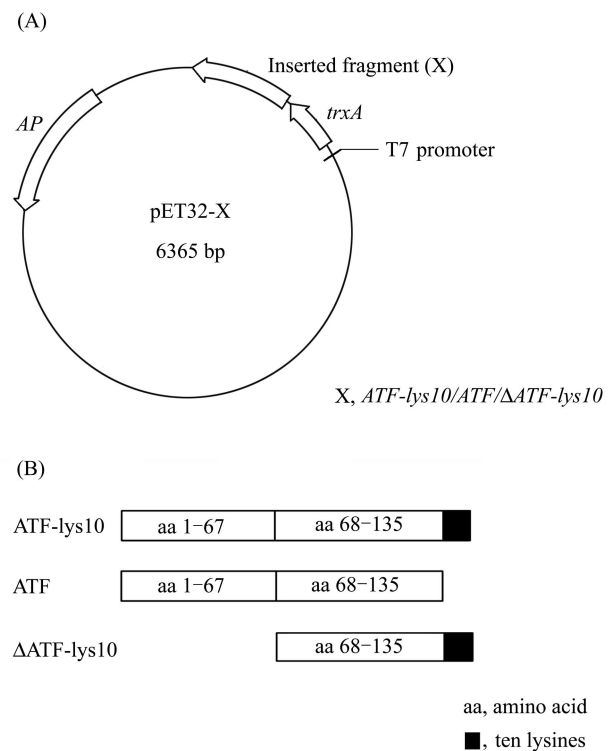 (A)
Inserted fragment (X)
trxA
AP
T7 promoter
pET32-X
6365 bp
X, ATF-lys10/ATF/ΔATF-lys10
(B)
ATF-lys10 aa 1−67 aa 68−135
ATF aa 1−67 aa 68−135
ΔATF-lys10 aa 68−135
aa, amino acid
■, ten lysines